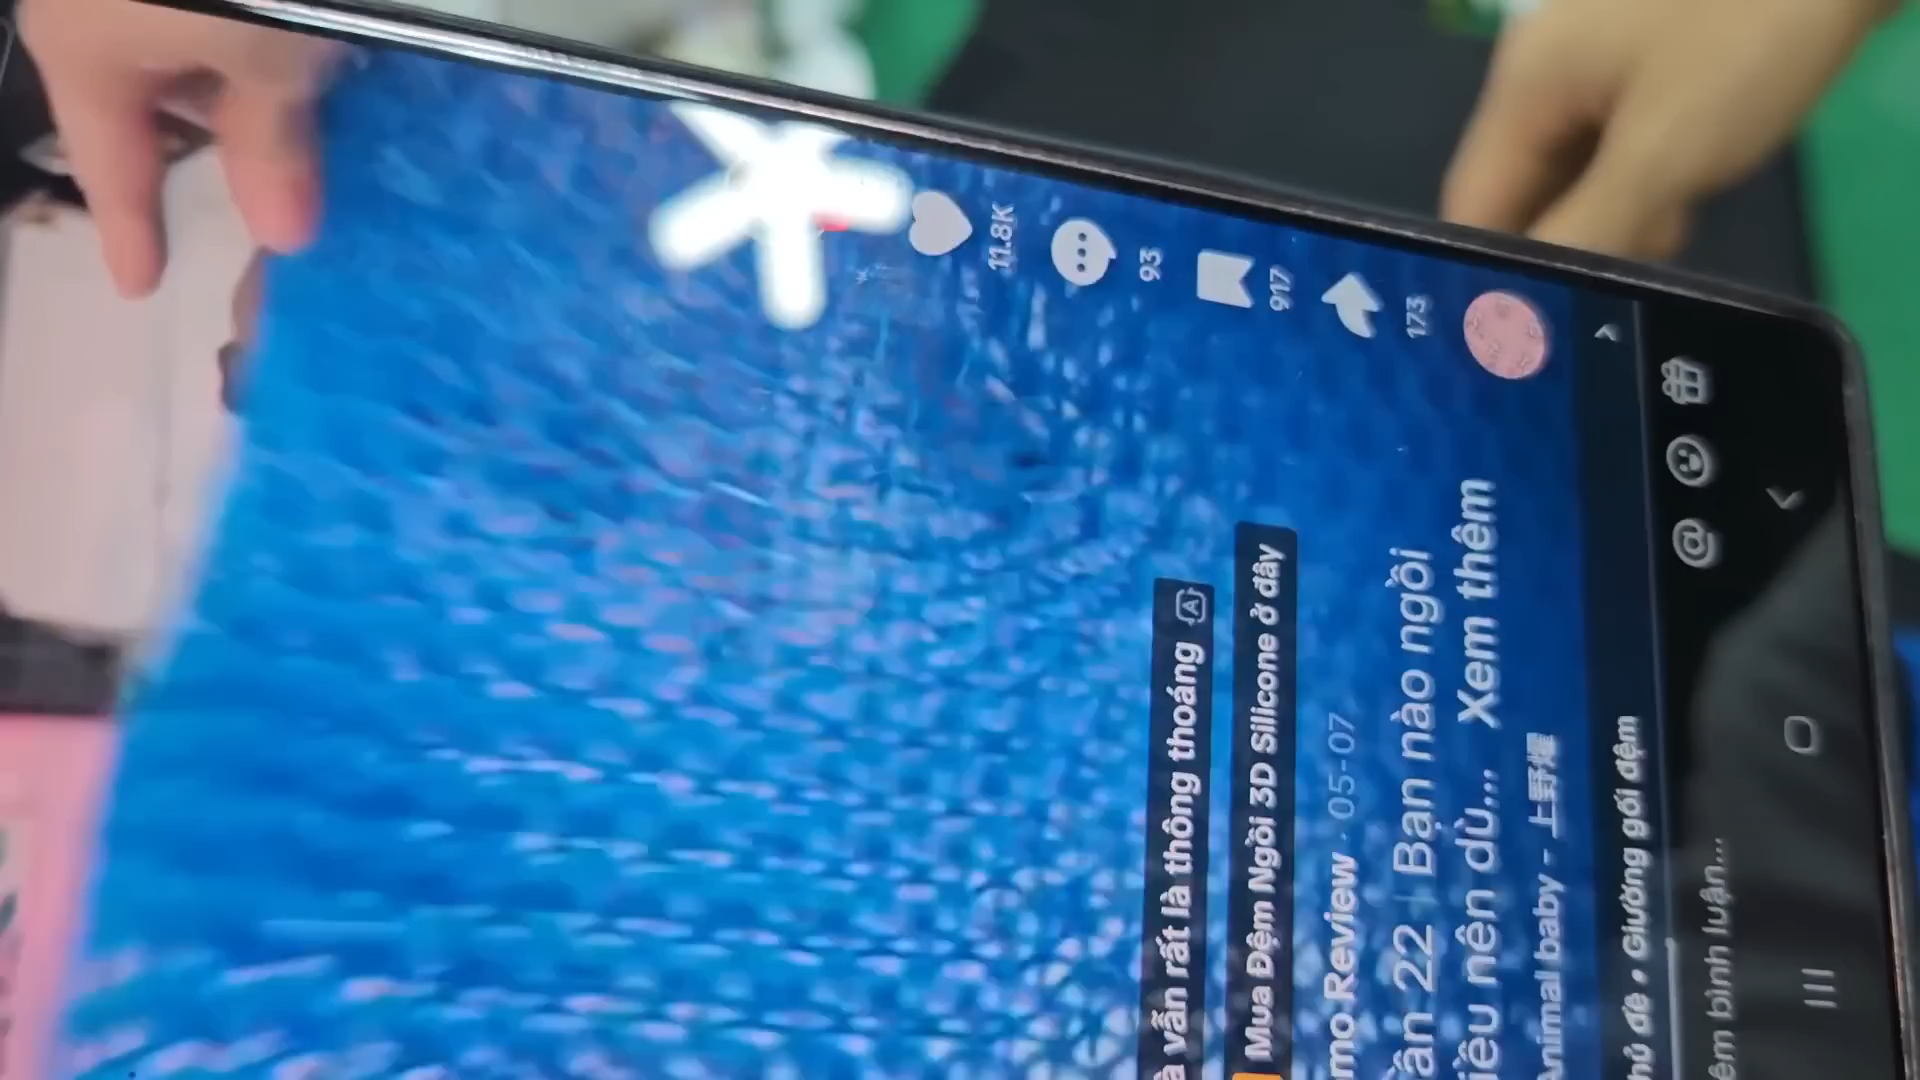 11.8K
93
917
173
à vẫn rất là thông thoáng
Mua Đệm Ngồi 3D Silicone ở đây
mo Review · 05-07
ần 22 | Bạn nào ngồi
iều nên dù... Xem thêm
Animal baby - 上野耀
hủ đề • Giường gối đệm
êm bình luận...